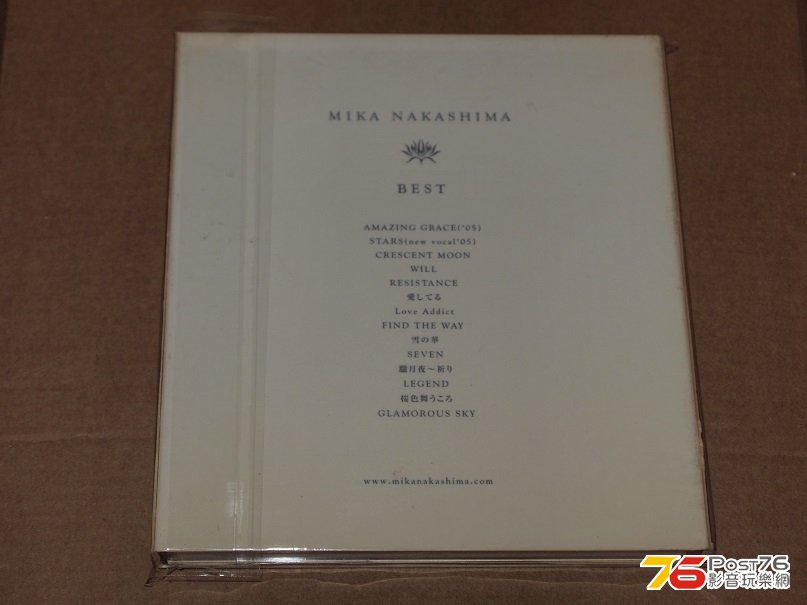 MIKA NAKASHIMA
BEST
AMAZING GRACE('05)
STARS(new vocal'05)
CRESCENT MOON
WILL
RESISTANCE
愛してる
Love Addict
FIND THE WAY
雪の華
SEVEN
朧月夜～祈り
LEGEND
桜色舞うころ
GLAMOROUS SKY
www.mikanakashima.com
76 Post76
影音玩樂網